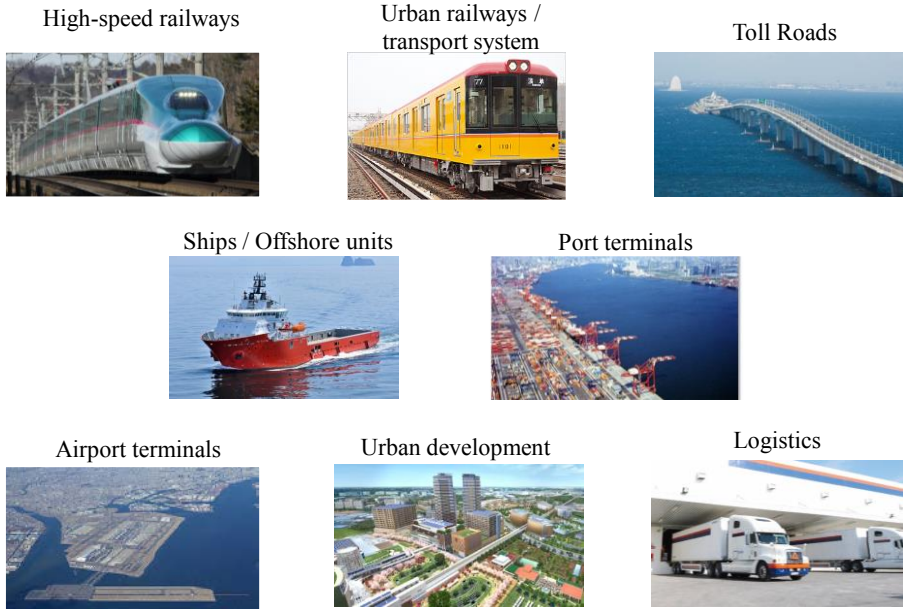 High-speed railways
Urban railways /
transport system
Toll Roads
Ships / Offshore units
Port terminals
Airport terminals
Urban development
Logistics